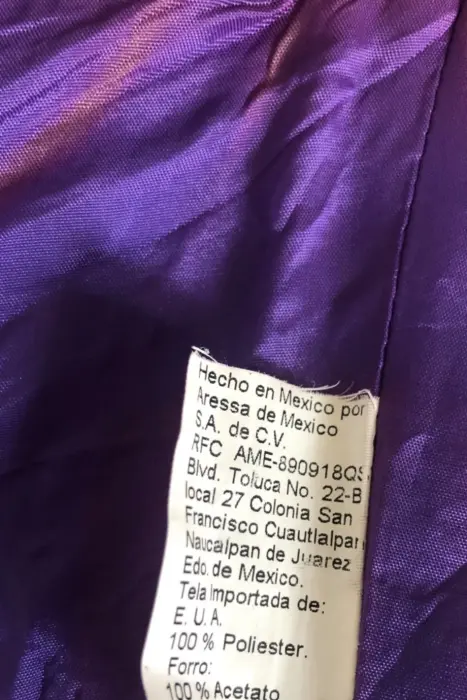 Hecho en Mexico por
Aressa de Mexico
S.A. de C.V.
RFC AME-890918QS
Blvd. Toluca No. 22-B
local 27 Colonia San
Francisco Cuautlalpan
Naucalpan de Juarez
Edo. de Mexico.
Tela Importada de:
E. U. A.
100 % Poliester.
Forro:
100 % Acetato